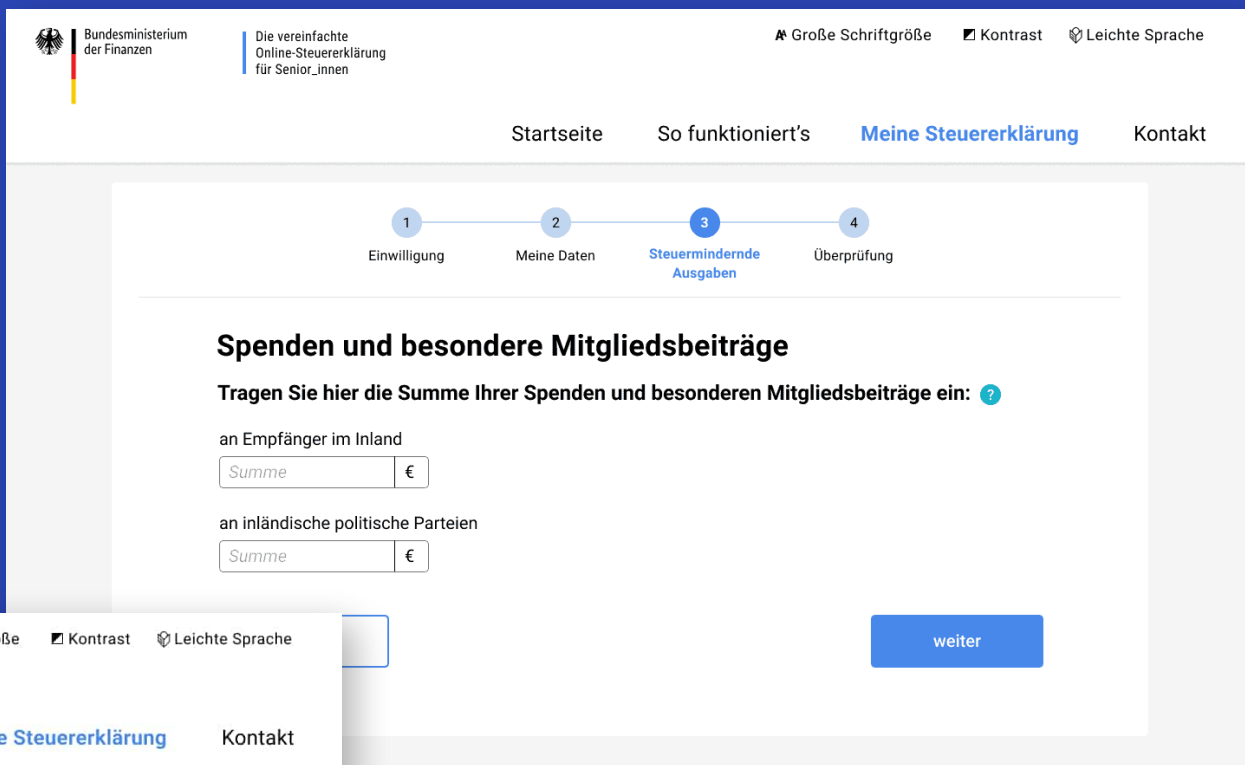 Bundesministerium
der Finanzen
Die vereinfachte
Online-Steuererklärung
für Senior_innen
Große Schriftgröße
Kontrast
Leichte Sprache
Startseite
So funktioniert’s
Meine Steuererklärung
Kontakt
1
2
3
4
Einwilligung
Meine Daten
Steuermindernde
Ausgaben
Überprüfung
Spenden und besondere Mitgliedsbeiträge
Tragen Sie hier die Summe Ihrer Spenden und besonderen Mitgliedsbeiträge ein: ?
an Empfänger im Inland
Summe €
an inländische politische Parteien
Summe €
weiter
Kontrast
Leichte Sprache
Steuererklärung
Kontakt